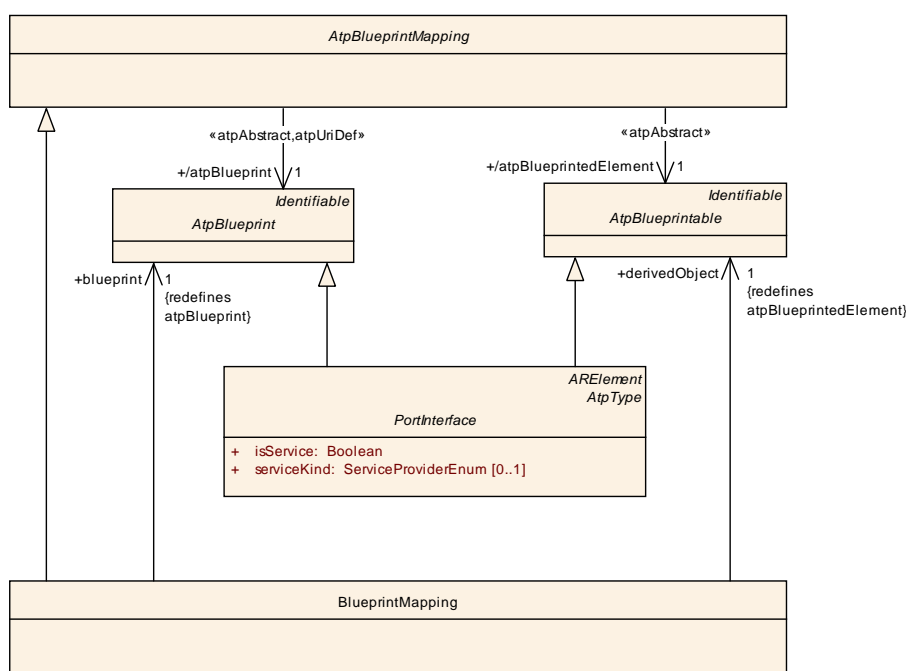 AtpBlueprintMapping
«atpAbstract,atpUriDef»
«atpAbstract»
+/atpBlueprint 1
+/atpBlueprintedElement 1
Identifiable
AtpBlueprint
Identifiable
AtpBlueprintable
+blueprint 1
{redefines
atpBlueprint}
+derivedObject 1
{redefines
atpBlueprintedElement}
ARElement
AtpType
PortInterface
+ isService: Boolean
+ serviceKind: ServiceProviderEnum [0..1]
BlueprintMapping